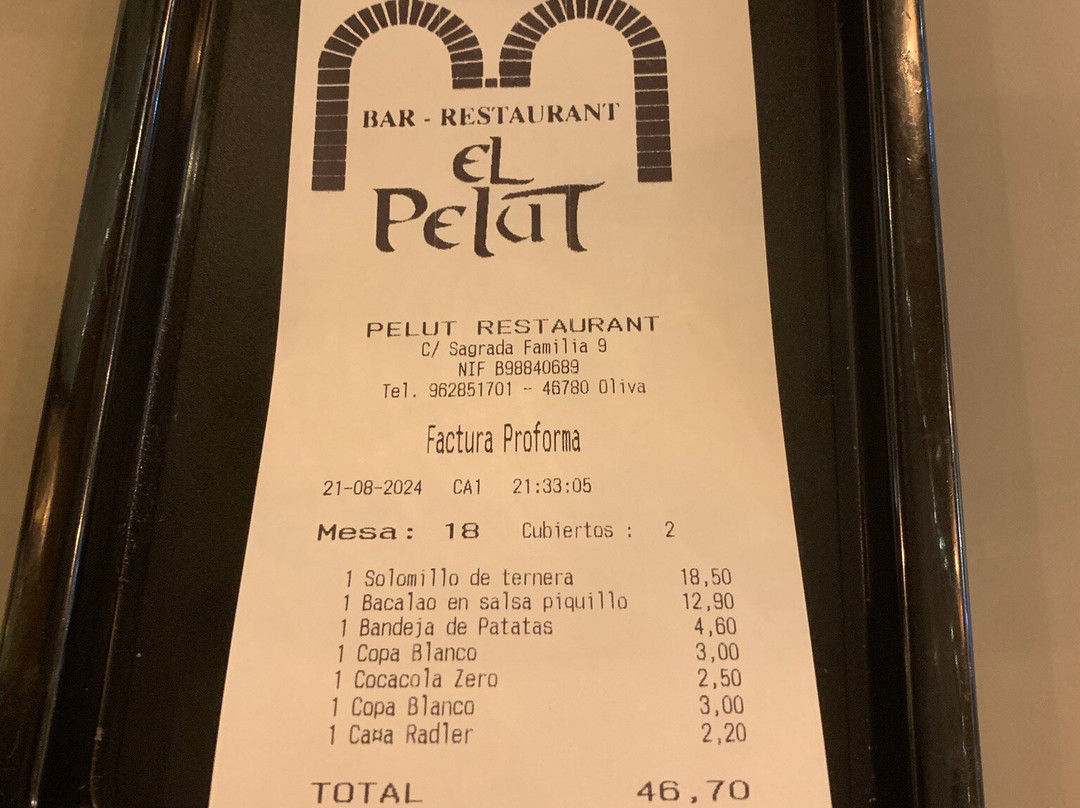 BAR - RESTAURANT
EL
PELUT
PELUT RESTAURANT
C/ Sagrada Familia 9
NIF B98840689
Tel. 962851701 - 46780 Oliva
Factura Proforma
21-08-2024 CA1 21:33:05
Mesa: 18 Cubiertos : 2
1 Solomillo de ternera 18,50
1 Bacalao en salsa piquillo 12,90
1 Bandeja de Patatas 4,60
1 Copa Blanco 3,00
1 Cocacola Zero 2,50
1 Copa Blanco 3,00
1 Ca¤a Radler 2,20
TOTAL 46,70